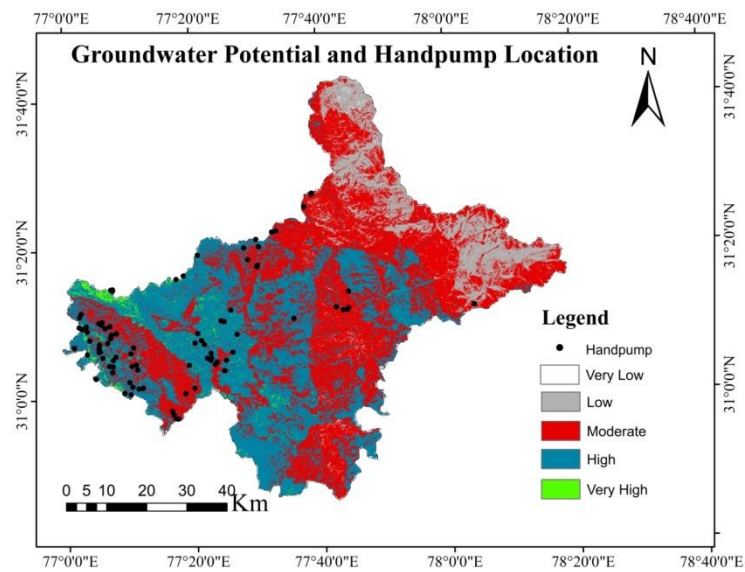 77°0'0"E 77°20'0"E 77°40'0"E 78°0'0"E 78°20'0"E 78°40'0"E
Groundwater Potential and Handpump Location
N
31°40'0"N
31°40'0"N
31°20'0"N
31°20'0"N
31°0'0"N
31°0'0"N
Legend
Handpump
Very Low
Low
Moderate
High
Very High
0 5 10 20 30 40
Km
77°0'0"E 77°20'0"E 77°40'0"E 78°0'0"E 78°20'0"E